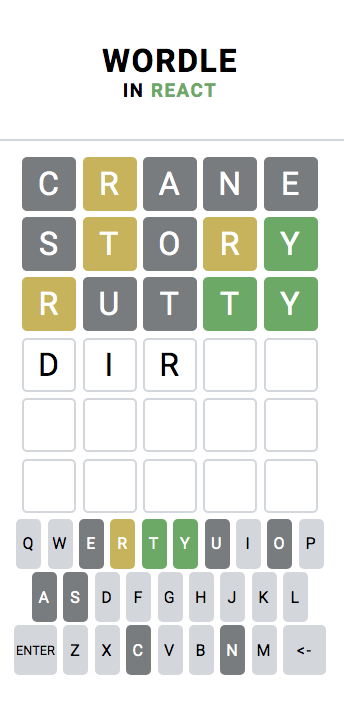 WORDLE
IN REACT
C R A N E
S T O R Y
R U T T Y
D I R
Q W E R T Y U I O P
A S D F G H J K L
ENTER Z X C V B N M <-